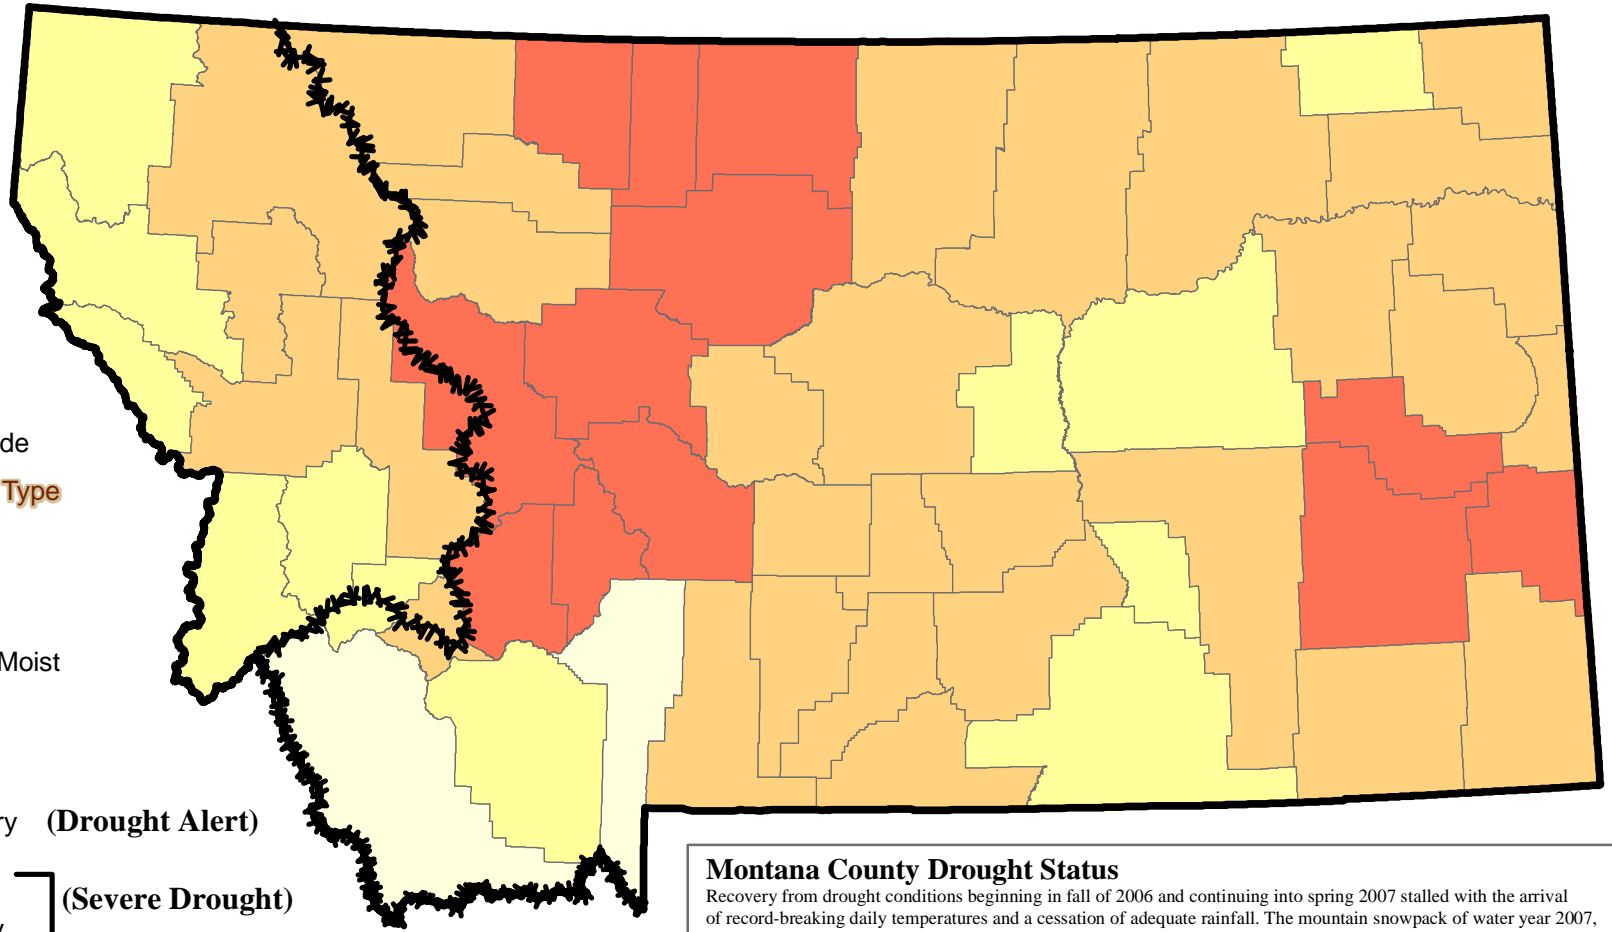 de
Type
Moist
ry (Drought Alert)
(Severe Drought)
Montana County Drought Status
Recovery from drought conditions beginning in fall of 2006 and continuing into spring 2007 stalled with the arrival
of record-breaking daily temperatures and a cessation of adequate rainfall. The mountain snowpack of water year 2007,